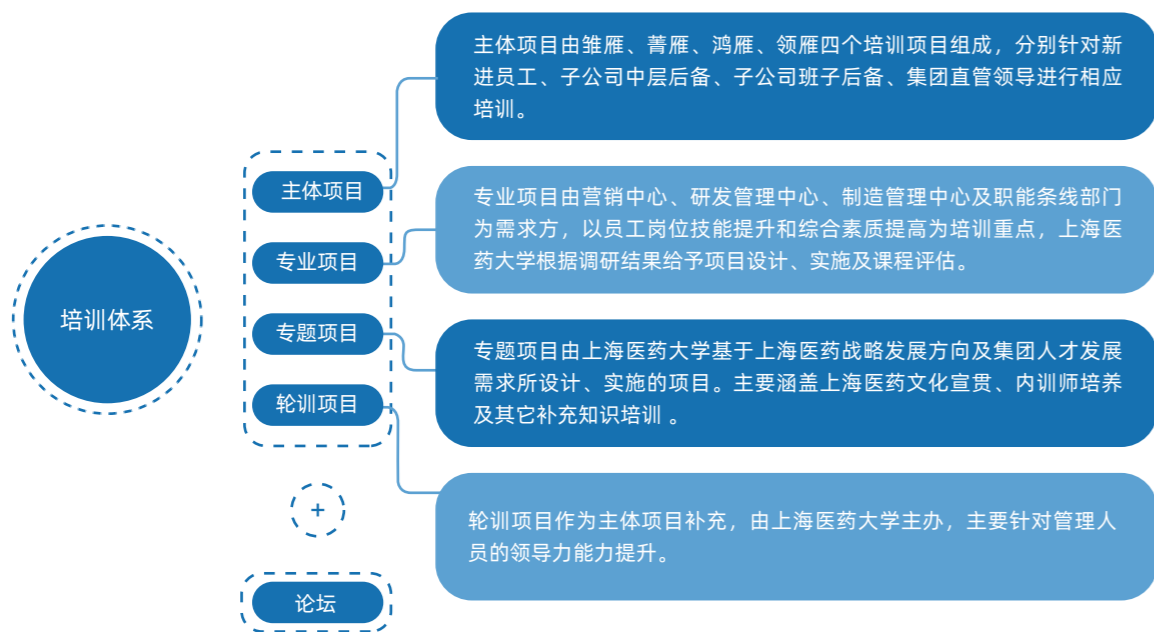 培训体系
主体项目
专业项目
专题项目
轮训项目
+
论坛
主体项目由雏雁、菁雁、鸿雁、领雁四个培训项目组成，分别针对新
进员工、子公司中层后备、子公司班子后备、集团直管领导进行相应
培训。
专业项目由营销中心、研发管理中心、制造管理中心及职能条线部门
为需求方，以员工岗位技能提升和综合素质提高为培训重点，上海医
药大学根据调研结果给予项目设计、实施及课程评估。
专题项目由上海医药大学基于上海医药战略发展方向及集团人才发展
需求所设计、实施的项目。主要涵盖上海医药文化宣贯、内训师培养
及其它补充知识培训 。
轮训项目作为主体项目补充，由上海医药大学主办，主要针对管理人
员的领导力能力提升。